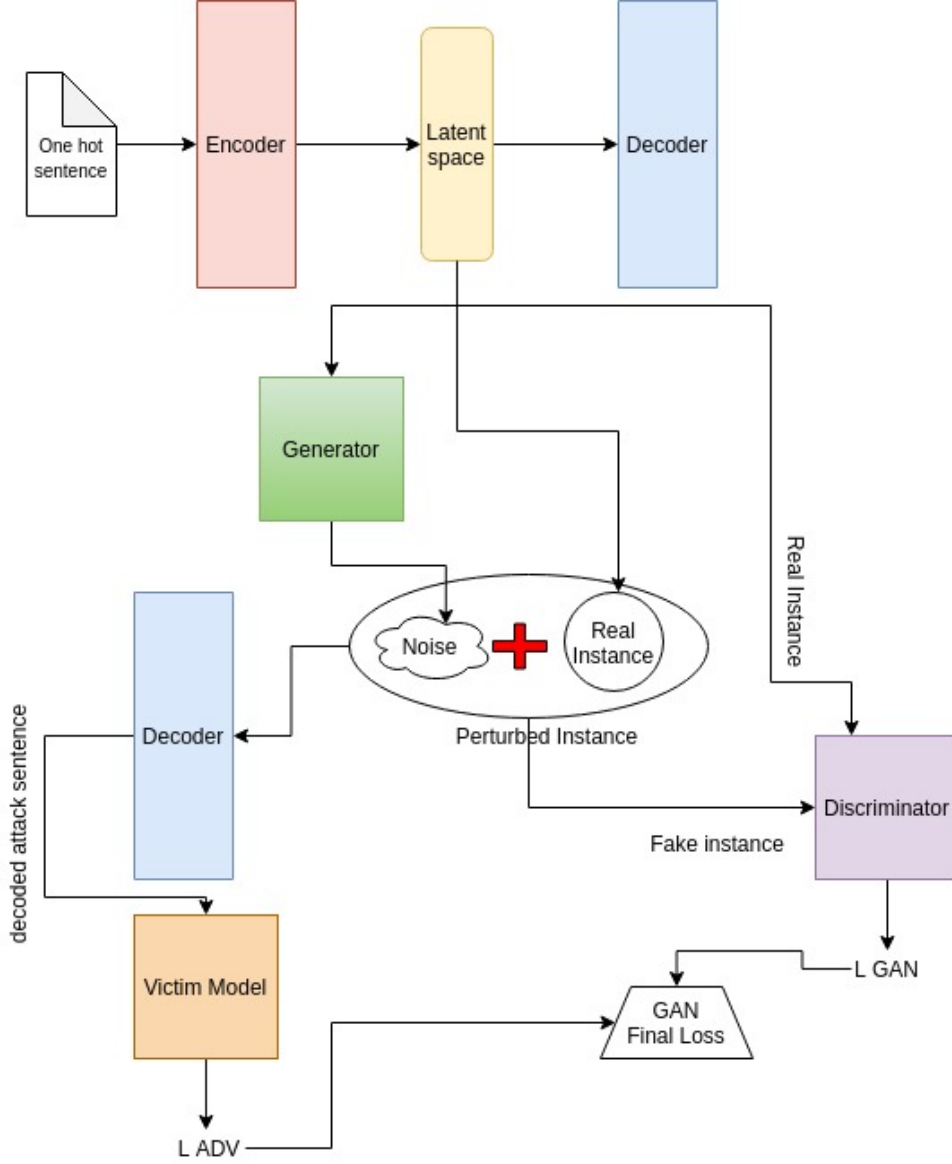 One hot
sentence
Encoder
Latent
space
Decoder
Generator
Real Instance
Noise
Real
Instance
Perturbed Instance
Decoder
decoded attack sentence
Discriminator
Fake instance
Victim Model
L GAN
GAN
Final Loss
L ADV